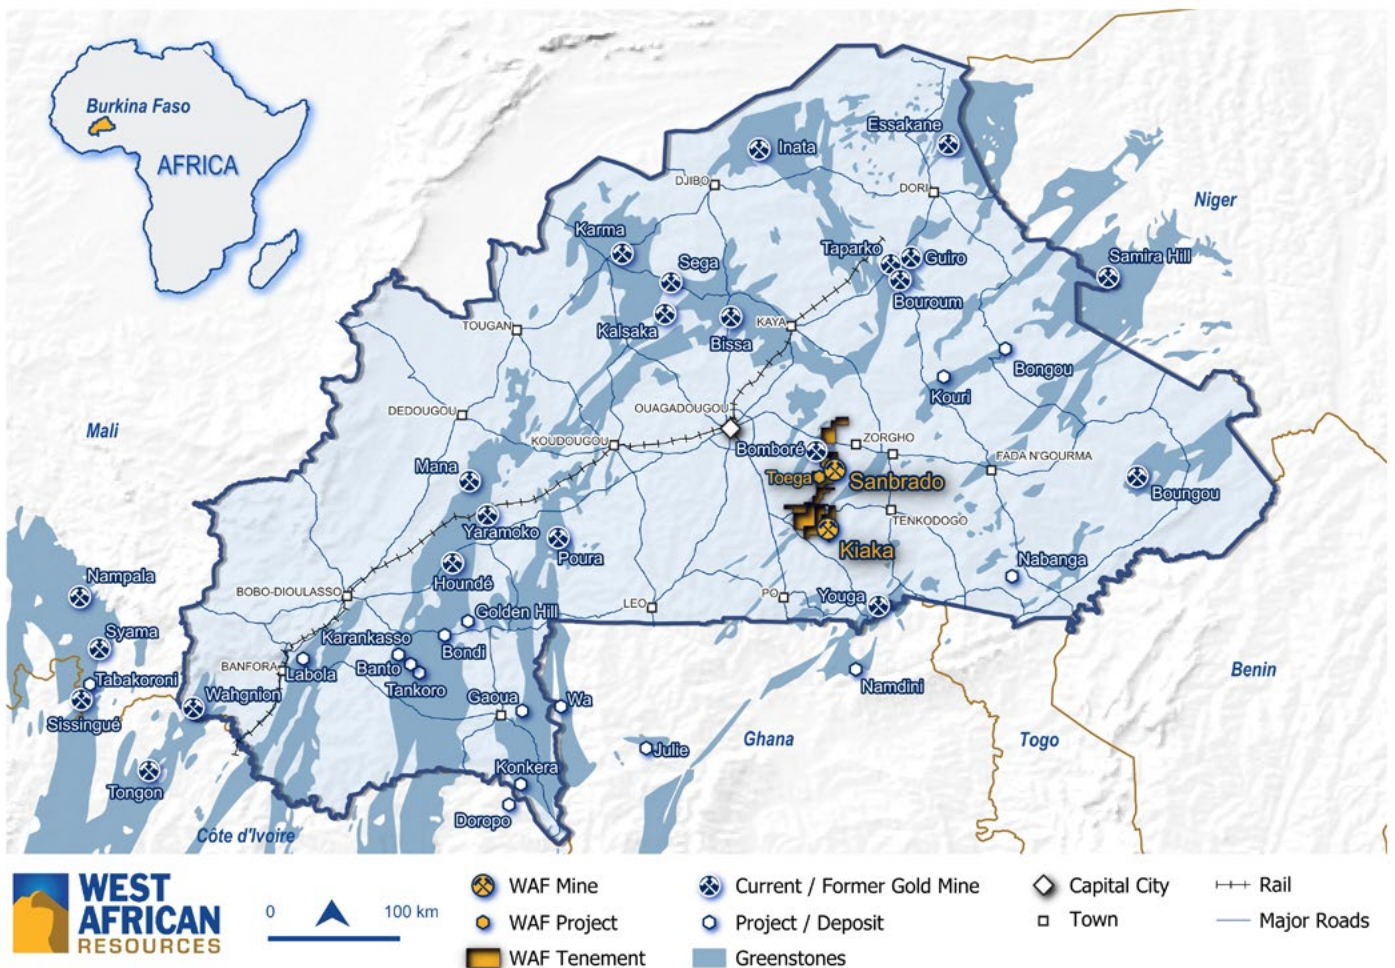 Burkina Faso
AFRICA
Essakane
Inata
DJIBO
DORI
Niger
Karma
Taparko
Guiro
Samira Hill
Sega
Bouroum
TOUGAN
Kalsaka
KAYA
Bissa
Bongou
Kouri
DEDOUGOU
OUAGADOUGOU
Mali
KOUDOUGOU
Bomboré
ZORGHO
FADA N'GOURMA
Mana
Toega
Sanbrado
Boungou
Yaramoko
TENKODOGO
Poura
Kiaka
Nabanga
Nampala
Houndé
BOBO-DIOULASSO
LEO
PO
Youga
Golden Hill
Syama
Karankasso
Bondi
BANFORA
Labola
Banto
Benin
Tabakoroni
Tankoro
Namdini
Wahgnion
Gaoua
Wa
Sissingué
Julie
Ghana
Togo
Konkera
Tongon
Doropo
Côte d'Ivoire
WEST
AFRICAN
RESOURCES
0 100 km
WAF Mine
WAF Project
WAF Tenement
Current / Former Gold Mine
Project / Deposit
Greenstones
Capital City
Town
Rail
Major Roads